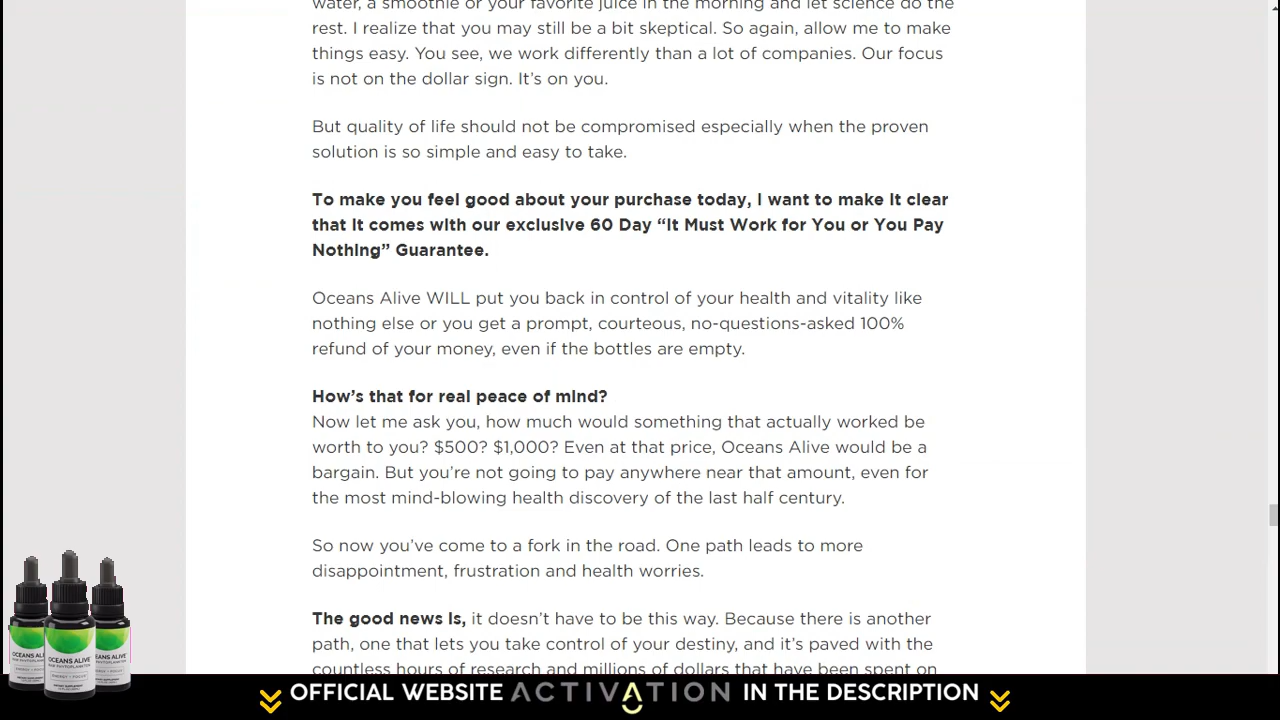 water, a smoothie or your favorite juice in the morning and let science do the
rest. I realize that you may still be a bit skeptical. So again, allow me to make
things easy. You see, we work differently than a lot of companies. Our focus
is not on the dollar sign. It’s on you.
But quality of life should not be compromised especially when the proven
solution is so simple and easy to take.
To make you feel good about your purchase today, I want to make it clear
that it comes with our exclusive 60 Day “It Must Work for You or You Pay
Nothing” Guarantee.
Oceans Alive WILL put you back in control of your health and vitality like
nothing else or you get a prompt, courteous, no-questions-asked 100%
refund of your money, even if the bottles are empty.
How’s that for real peace of mind?
Now let me ask you, how much would something that actually worked be
worth to you? $500? $1,000? Even at that price, Oceans Alive would be a
bargain. But you’re not going to pay anywhere near that amount, even for
the most mind-blowing health discovery of the last half century.
So now you’ve come to a fork in the road. One path leads to more
disappointment, frustration and health worries.
The good news is, it doesn’t have to be this way. Because there is another
path, one that lets you take control of your destiny, and it’s paved with the
countless hours of research and millions of dollars that have been spent on
OCEANS ALIVE
OFFICIAL WEBSITE ACTIVATION IN THE DESCRIPTION